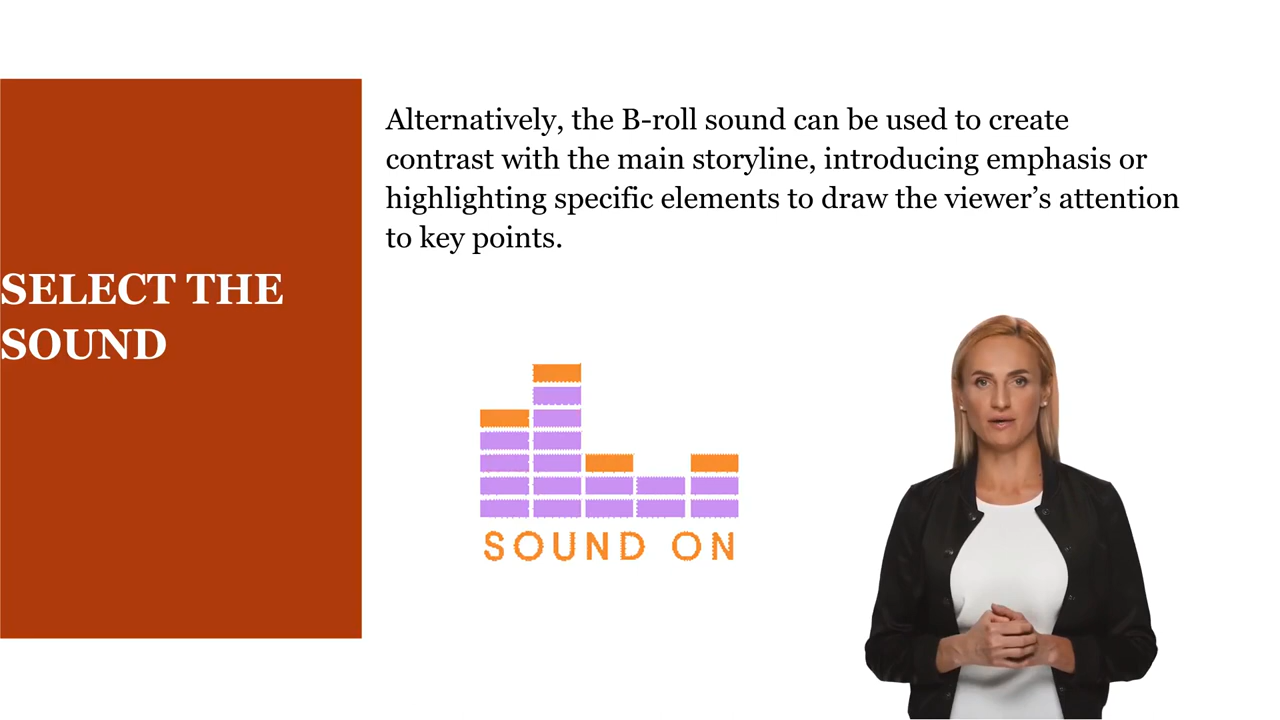 SELECT THE
SOUND
Alternatively, the B-roll sound can be used to create
contrast with the main storyline, introducing emphasis or
highlighting specific elements to draw the viewer’s attention
to key points.
SOUND ON